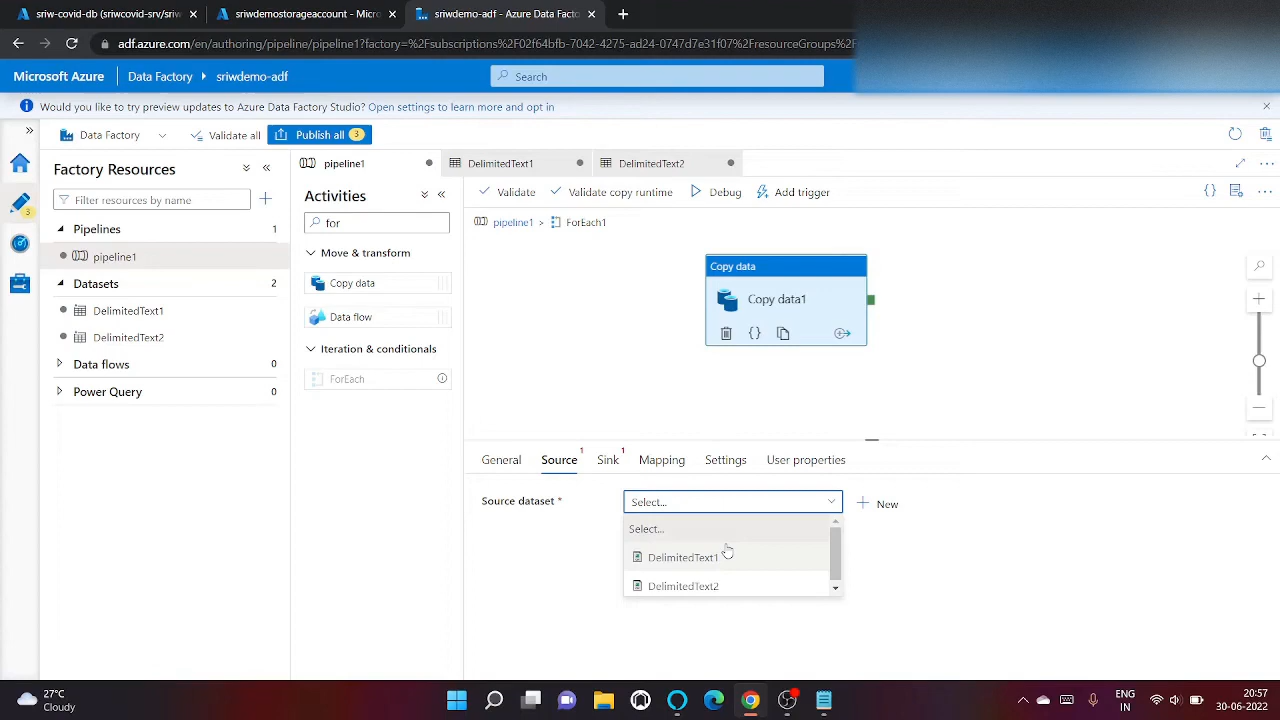 sriw-covid-db (sriwcovid-srv/sriw
sriwdemostorageaccount - Micro
sriwdemo-adf - Azure Data Facto
adf.azure.com/en/authoring/pipeline/pipeline1?factory=%2Fsubscriptions%2F02f64bfb-7042-4275-ad24-0747d7e31f07%2FresourceGroups%2F
Microsoft Azure
Data Factory
sriwdemo-adf
Search
Would you like to try preview updates to Azure Data Factory Studio? Open settings to learn more and opt in
Data Factory
Validate all
Publish all 3
Factory Resources
Filter resources by name
Pipelines 1
pipeline1
Datasets 2
DelimitedText1
DelimitedText2
Data flows 0
Power Query 0
3
pipeline1
DelimitedText1
DelimitedText2
Activities
for
Move & transform
Copy data
Data flow
Iteration & conditionals
ForEach
Validate
Validate copy runtime
Debug
Add trigger
pipeline1 > ForEach1
Copy data
Copy data1
General
Source 1
Sink 1
Mapping
Settings
User properties
Source dataset *
Select...
New
Select...
DelimitedText1
DelimitedText2
27°C
Cloudy
ENG
IN
20:57
30-06-2022